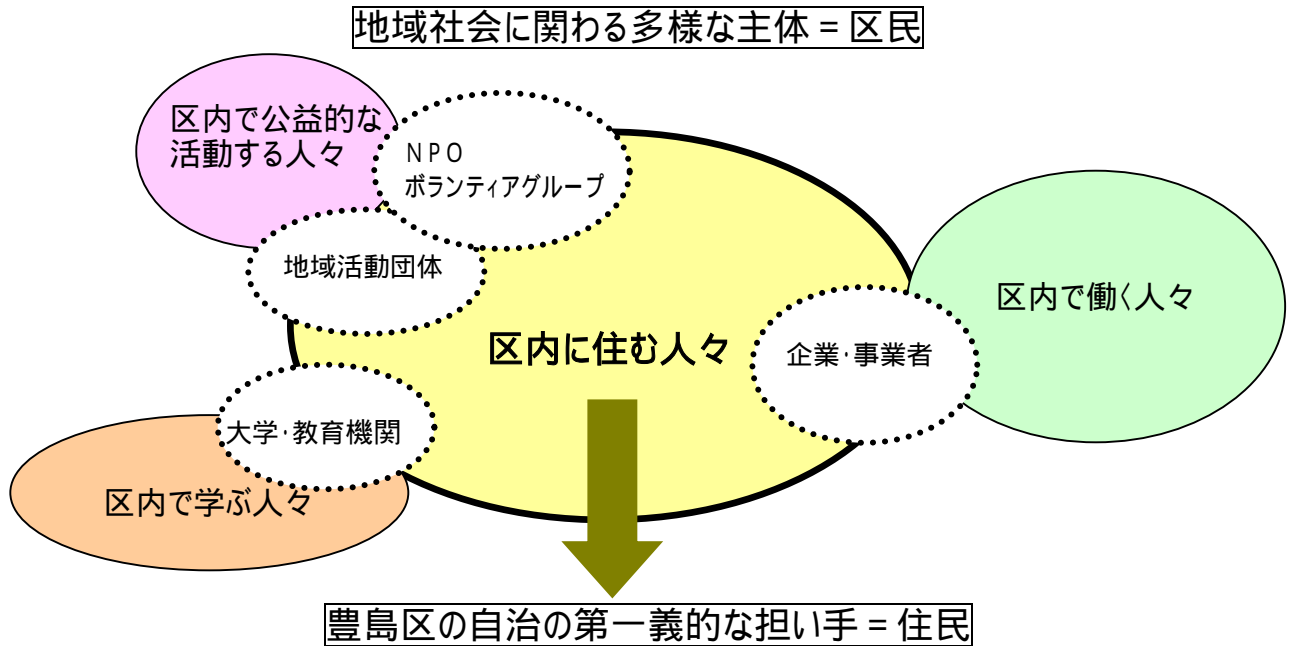 地域社会に関わる多様な主体＝区民
区内で公益的な
活動する人々
ＮＰＯ
ボランティアグループ
地域活動団体
区内で働く人々
区内に住む人々
企業・事業者
大学・教育機関
区内で学ぶ人々
豊島区の自治の第一義的な担い手＝住民